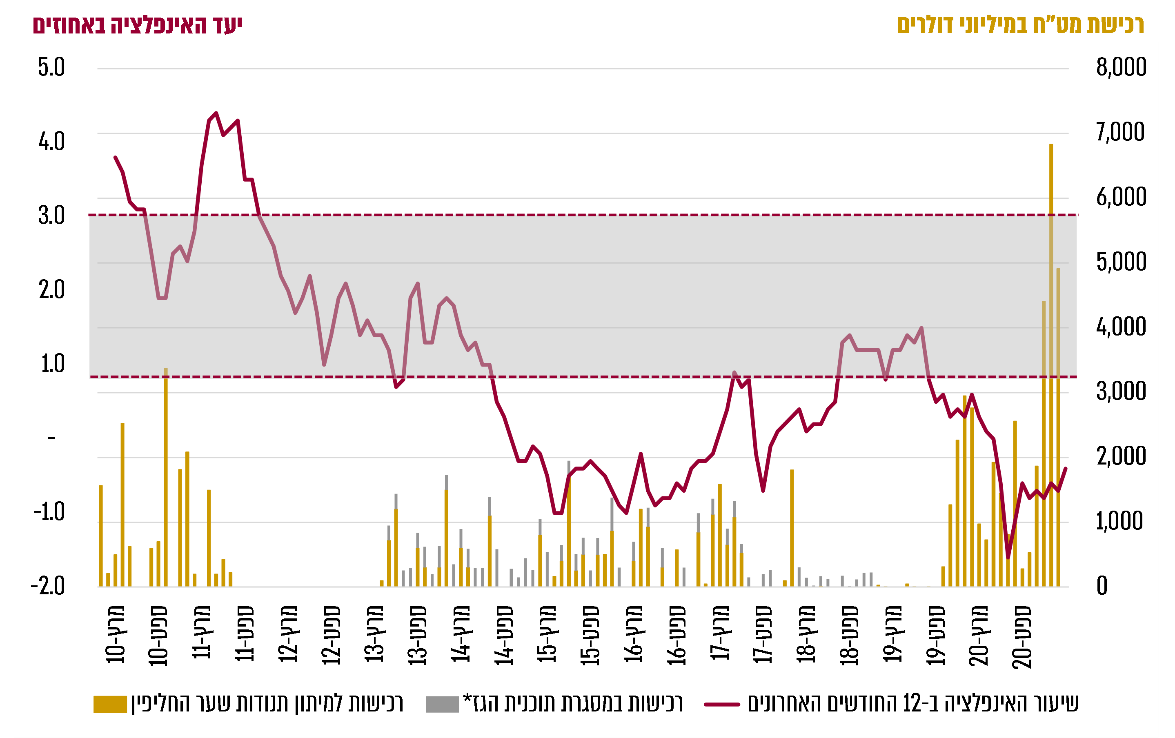 רכישת מט"ח במיליוני דולרים
יעד האינפלציה באחוזים
8,000
7,000
6,000
5,000
4,000
3,000
2,000
1,000
0
5.0
4.0
3.0
2.0
1.0
-
-1.0
-2.0
מרץ-10
ספט-10
מרץ-11
ספט-11
מרץ-12
ספט-12
מרץ-13
ספט-13
מרץ-14
ספט-14
מרץ-15
ספט-15
מרץ-16
ספט-16
מרץ-17
ספט-17
מרץ-18
ספט-18
מרץ-19
ספט-19
מרץ-20
ספט-20
שיעור האינפלציה ב-12 החודשים האחרונים
רכישות במסגרת תוכנית הגז*
רכישות למיתון תנודות שער החליפין